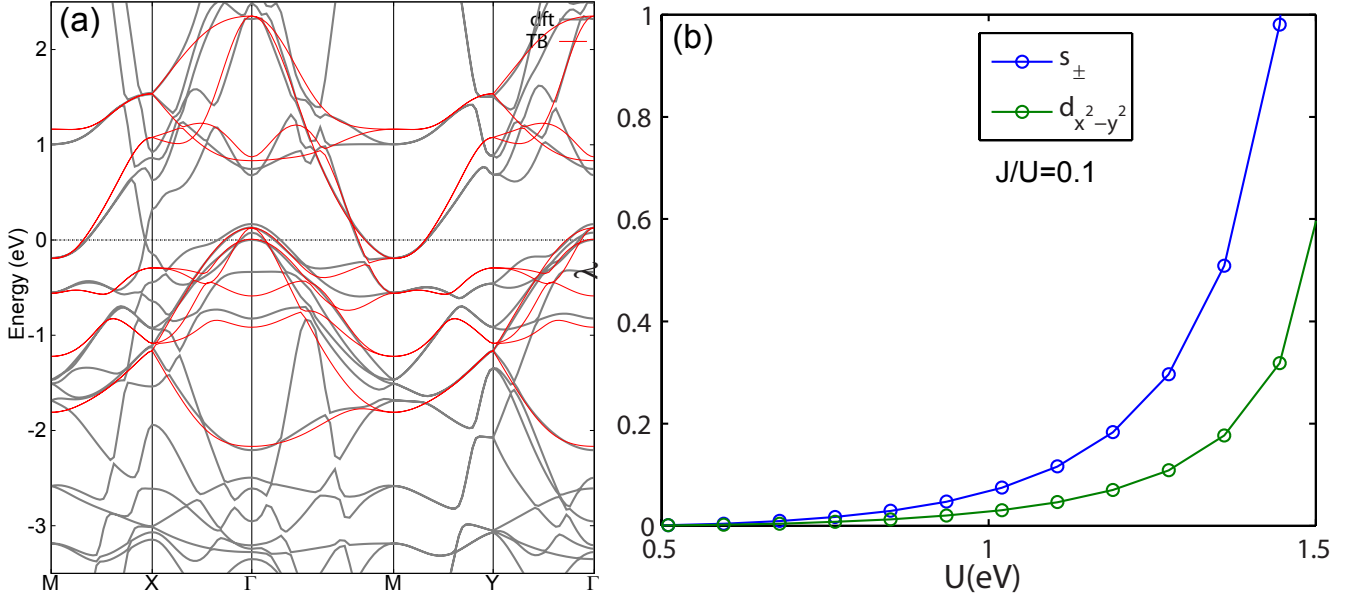 (a)
dft
TB
Energy (eV)
2
1
0
-1
-2
-3
M X Γ M Y Γ
(b)
s±
dx²−y²
J/U=0.1
λ
1
0.8
0.6
0.4
0.2
0
0.5 1 1.5
U(eV)